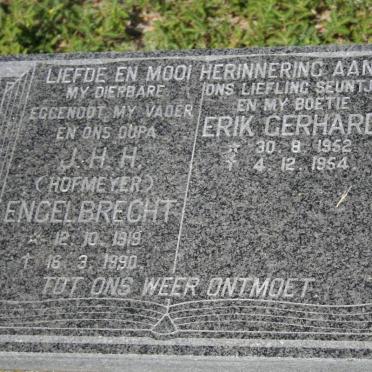 LIEFDE EN MOOI HERINNERING AAN
MY DIERBARE
EGGENOOT, MY VADER
EN ONS OUPA
J. H. H.
(HOFMEYER)
ENGELBRECHT
☆ 12. 10. 1919
† 16. 3. 1990
ONS LIEFLING SEUNTJ
EN MY BOETIE
ERIK GERHARD
☆ 30. 8. 1952
† 4. 12. 1954
TOT ONS WEER ONTMOET.